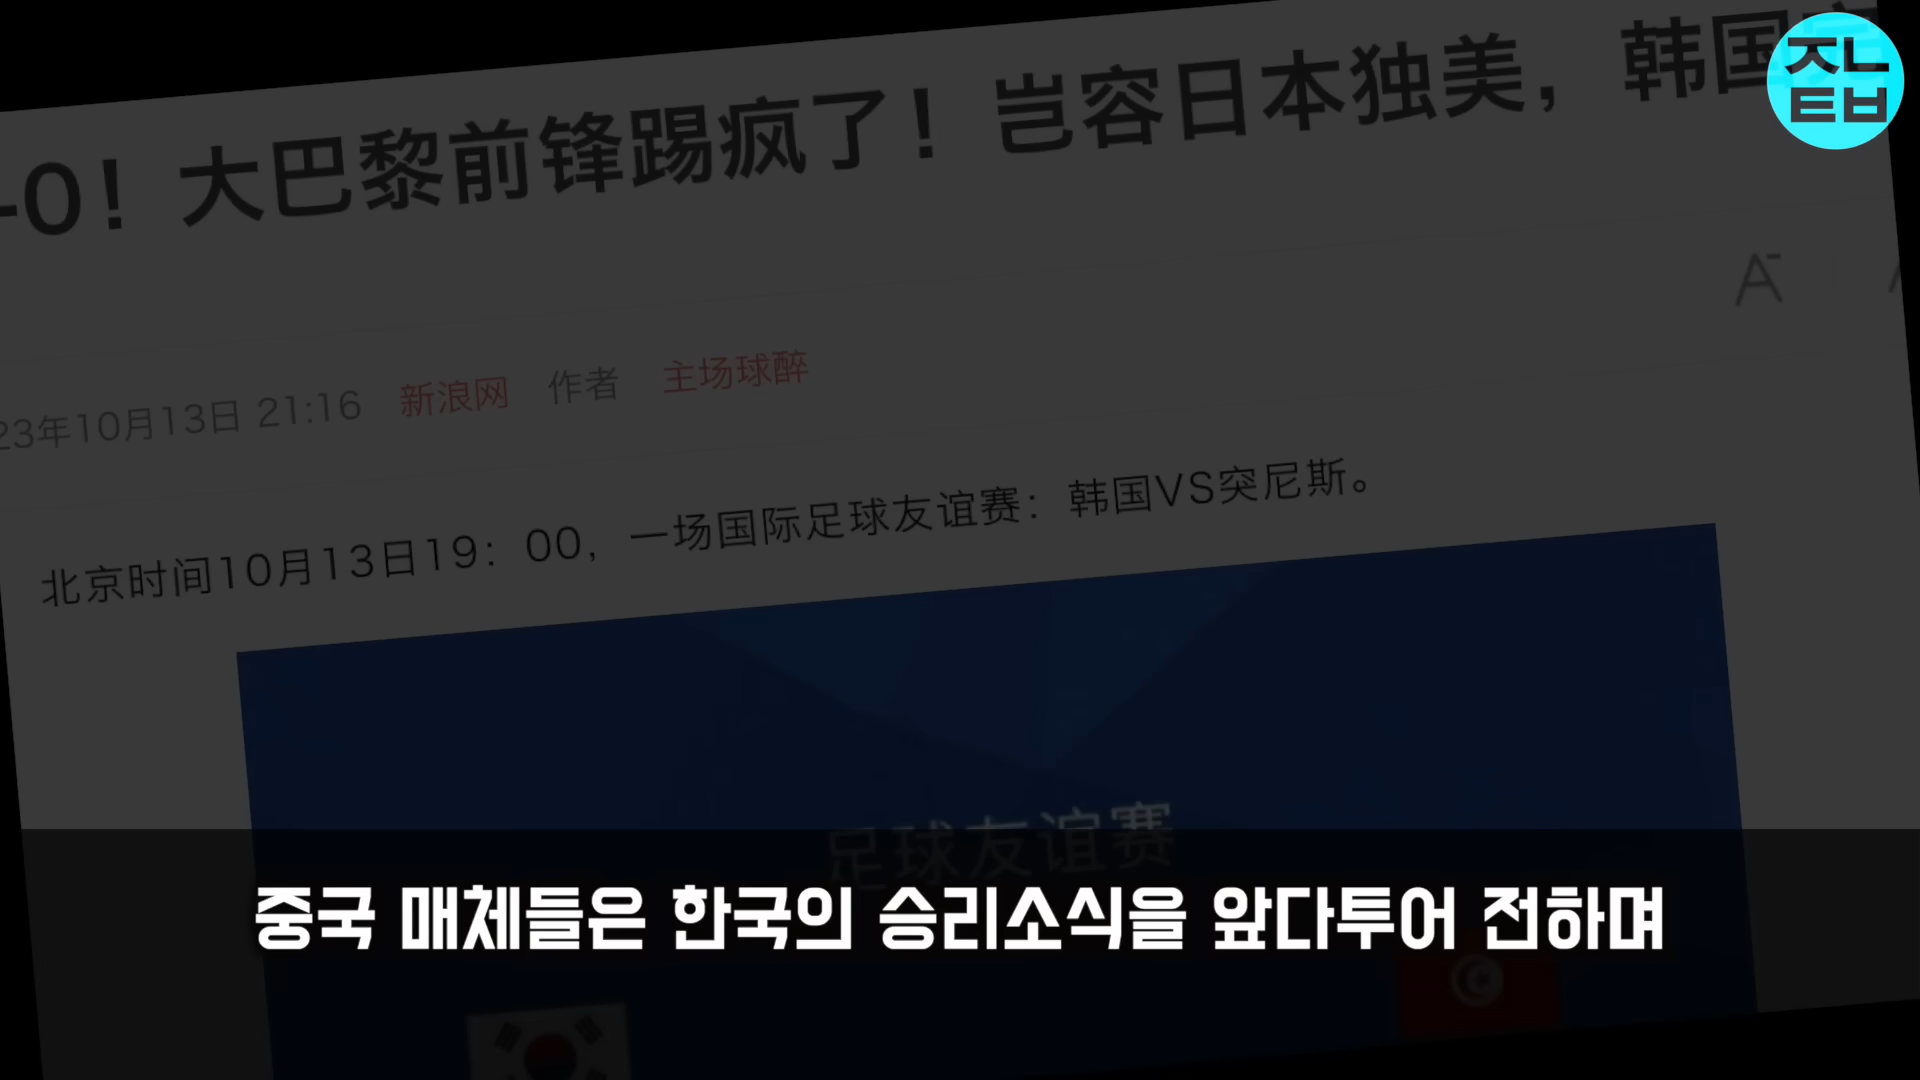 -0！大巴黎前锋踢疯了！岂容日本独美，韩国
잡노트
23年10月13日 21:16 新浪网 作者 主场球醉
A-
北京时间10月13日19：00，一场国际足球友谊赛：韩国VS突尼斯。
足球友谊赛
중국 매체들은 한국의 승리소식을 앞다투어 전하며